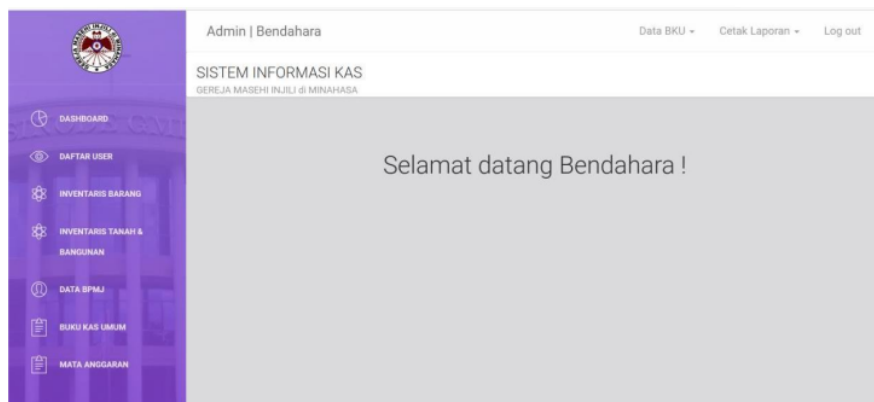 Admin | Bendahara
Data BKU
Cetak Laporan
Log out
SISTEM INFORMASI KAS
GEREJA MASEHI INJILI di MINAHASA
DASHBOARD
DAFTAR USER
INVENTARIS BARANG
INVENTARIS TANAH &
BANGUNAN
DATA BPMJ
BUKU KAS UMUM
MATA ANGGARAN
Selamat datang Bendahara !